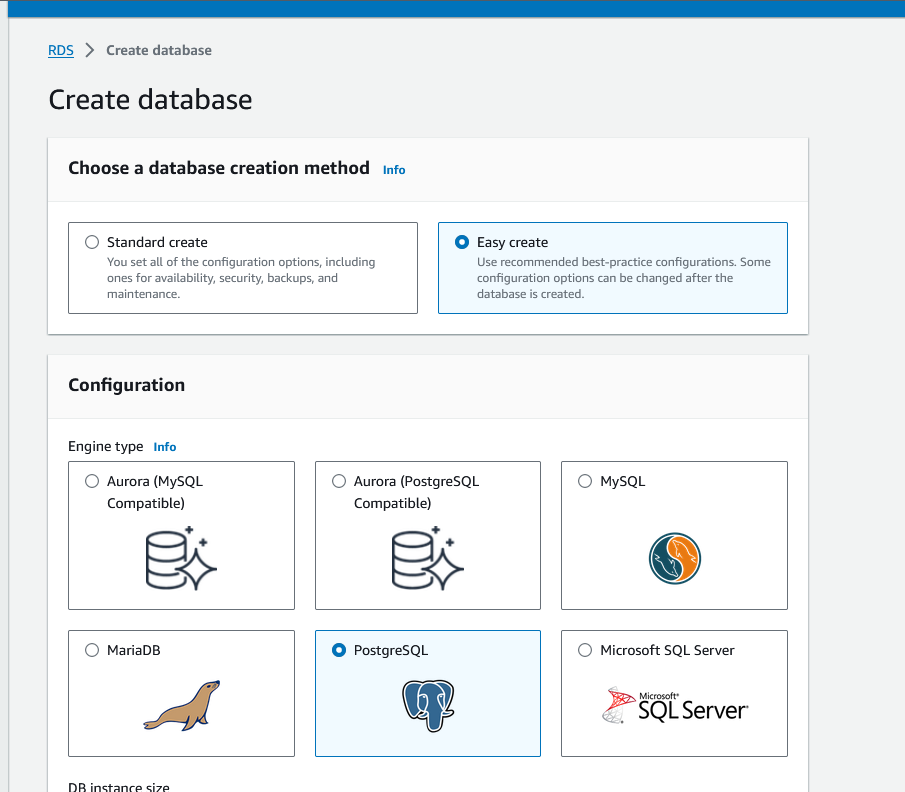 RDS > Create database
Create database
Choose a database creation method Info
Standard create
You set all of the configuration options, including
ones for availability, security, backups, and
maintenance.
Easy create
Use recommended best-practice configurations. Some
configuration options can be changed after the
database is created.
Configuration
Engine type Info
Aurora (MySQL
Compatible)
Aurora (PostgreSQL
Compatible)
MySQL
MariaDB
PostgreSQL
Microsoft SQL Server
Microsoft®
SQL Server®
DB instance size